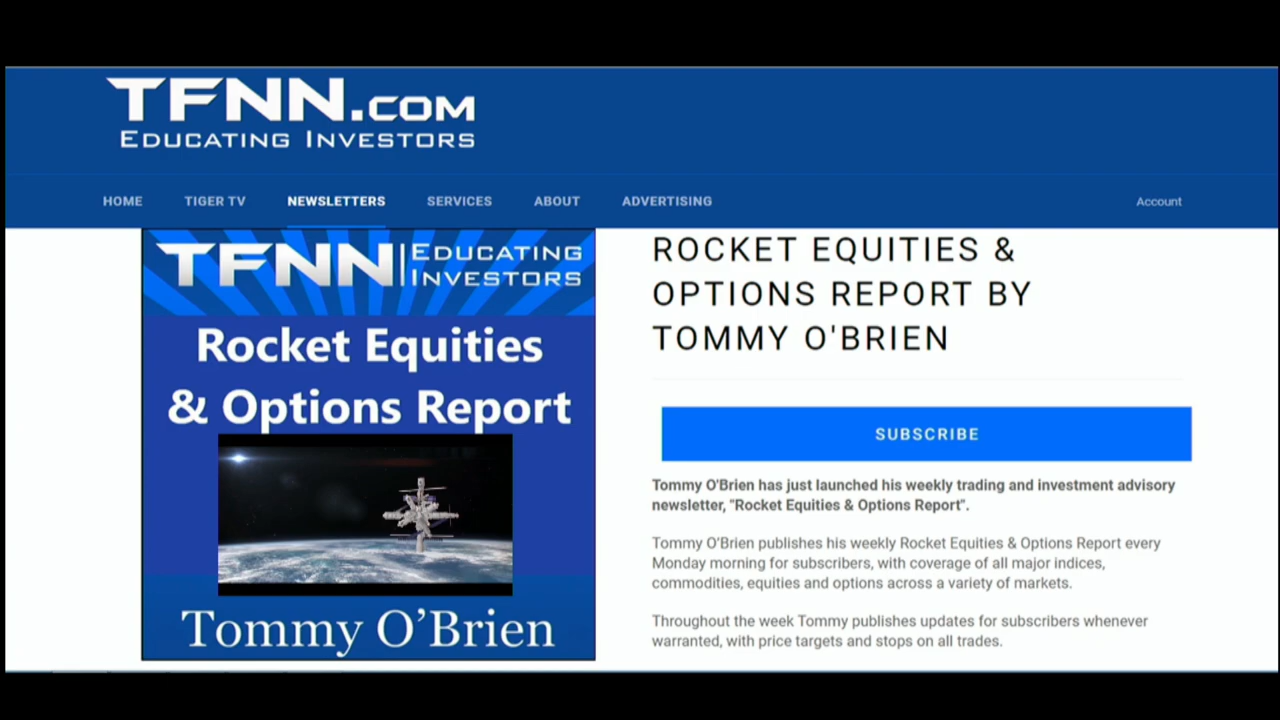 TFNN.COM
EDUCATING INVESTORS
HOME TIGER TV NEWSLETTERS SERVICES ABOUT ADVERTISING Account
TFNN | EDUCATING INVESTORS
Rocket Equities
& Options Report
Tommy O’Brien
ROCKET EQUITIES &
OPTIONS REPORT BY
TOMMY O'BRIEN
SUBSCRIBE
Tommy O'Brien has just launched his weekly trading and investment advisory
newsletter, "Rocket Equities & Options Report".
Tommy O’Brien publishes his weekly Rocket Equities & Options Report every
Monday morning for subscribers, with coverage of all major indices,
commodities, equities and options across a variety of markets.
Throughout the week Tommy publishes updates for subscribers whenever
warranted, with price targets and stops on all trades.